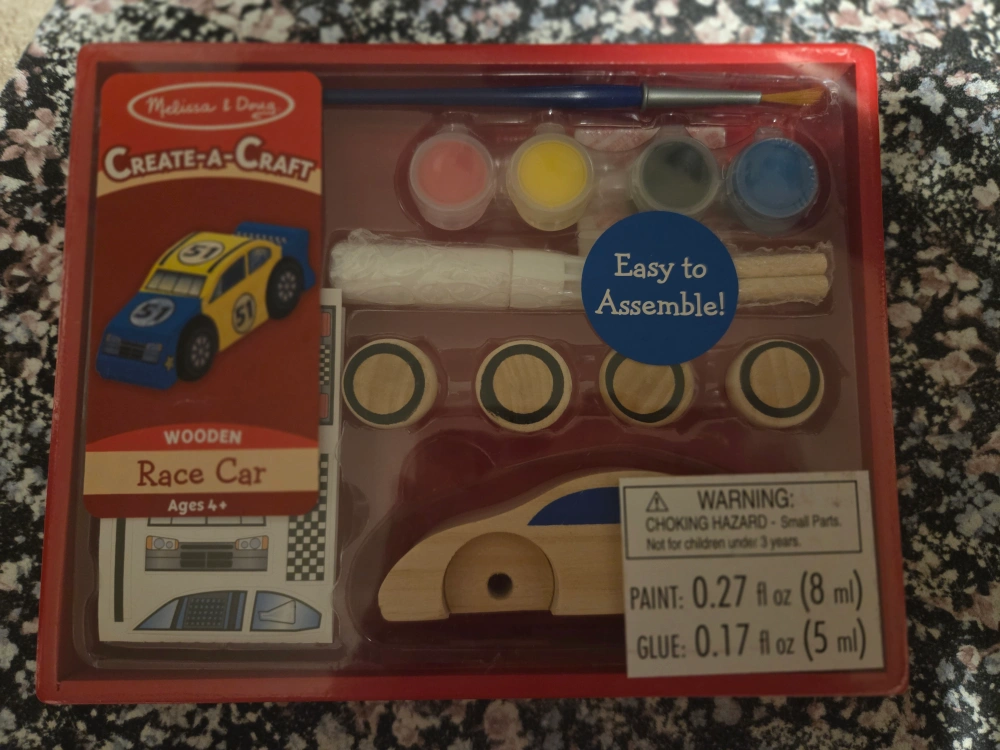 Melissa & Doug
CREATE-A-CRAFT
51
51
51
WOODEN
Race Car
Ages 4+
Easy to
Assemble!
WARNING:
CHOKING HAZARD - Small Parts.
Not for children under 3 years.
PAINT: 0.27 fl oz (8 ml)
GLUE: 0.17 fl oz (5 ml)